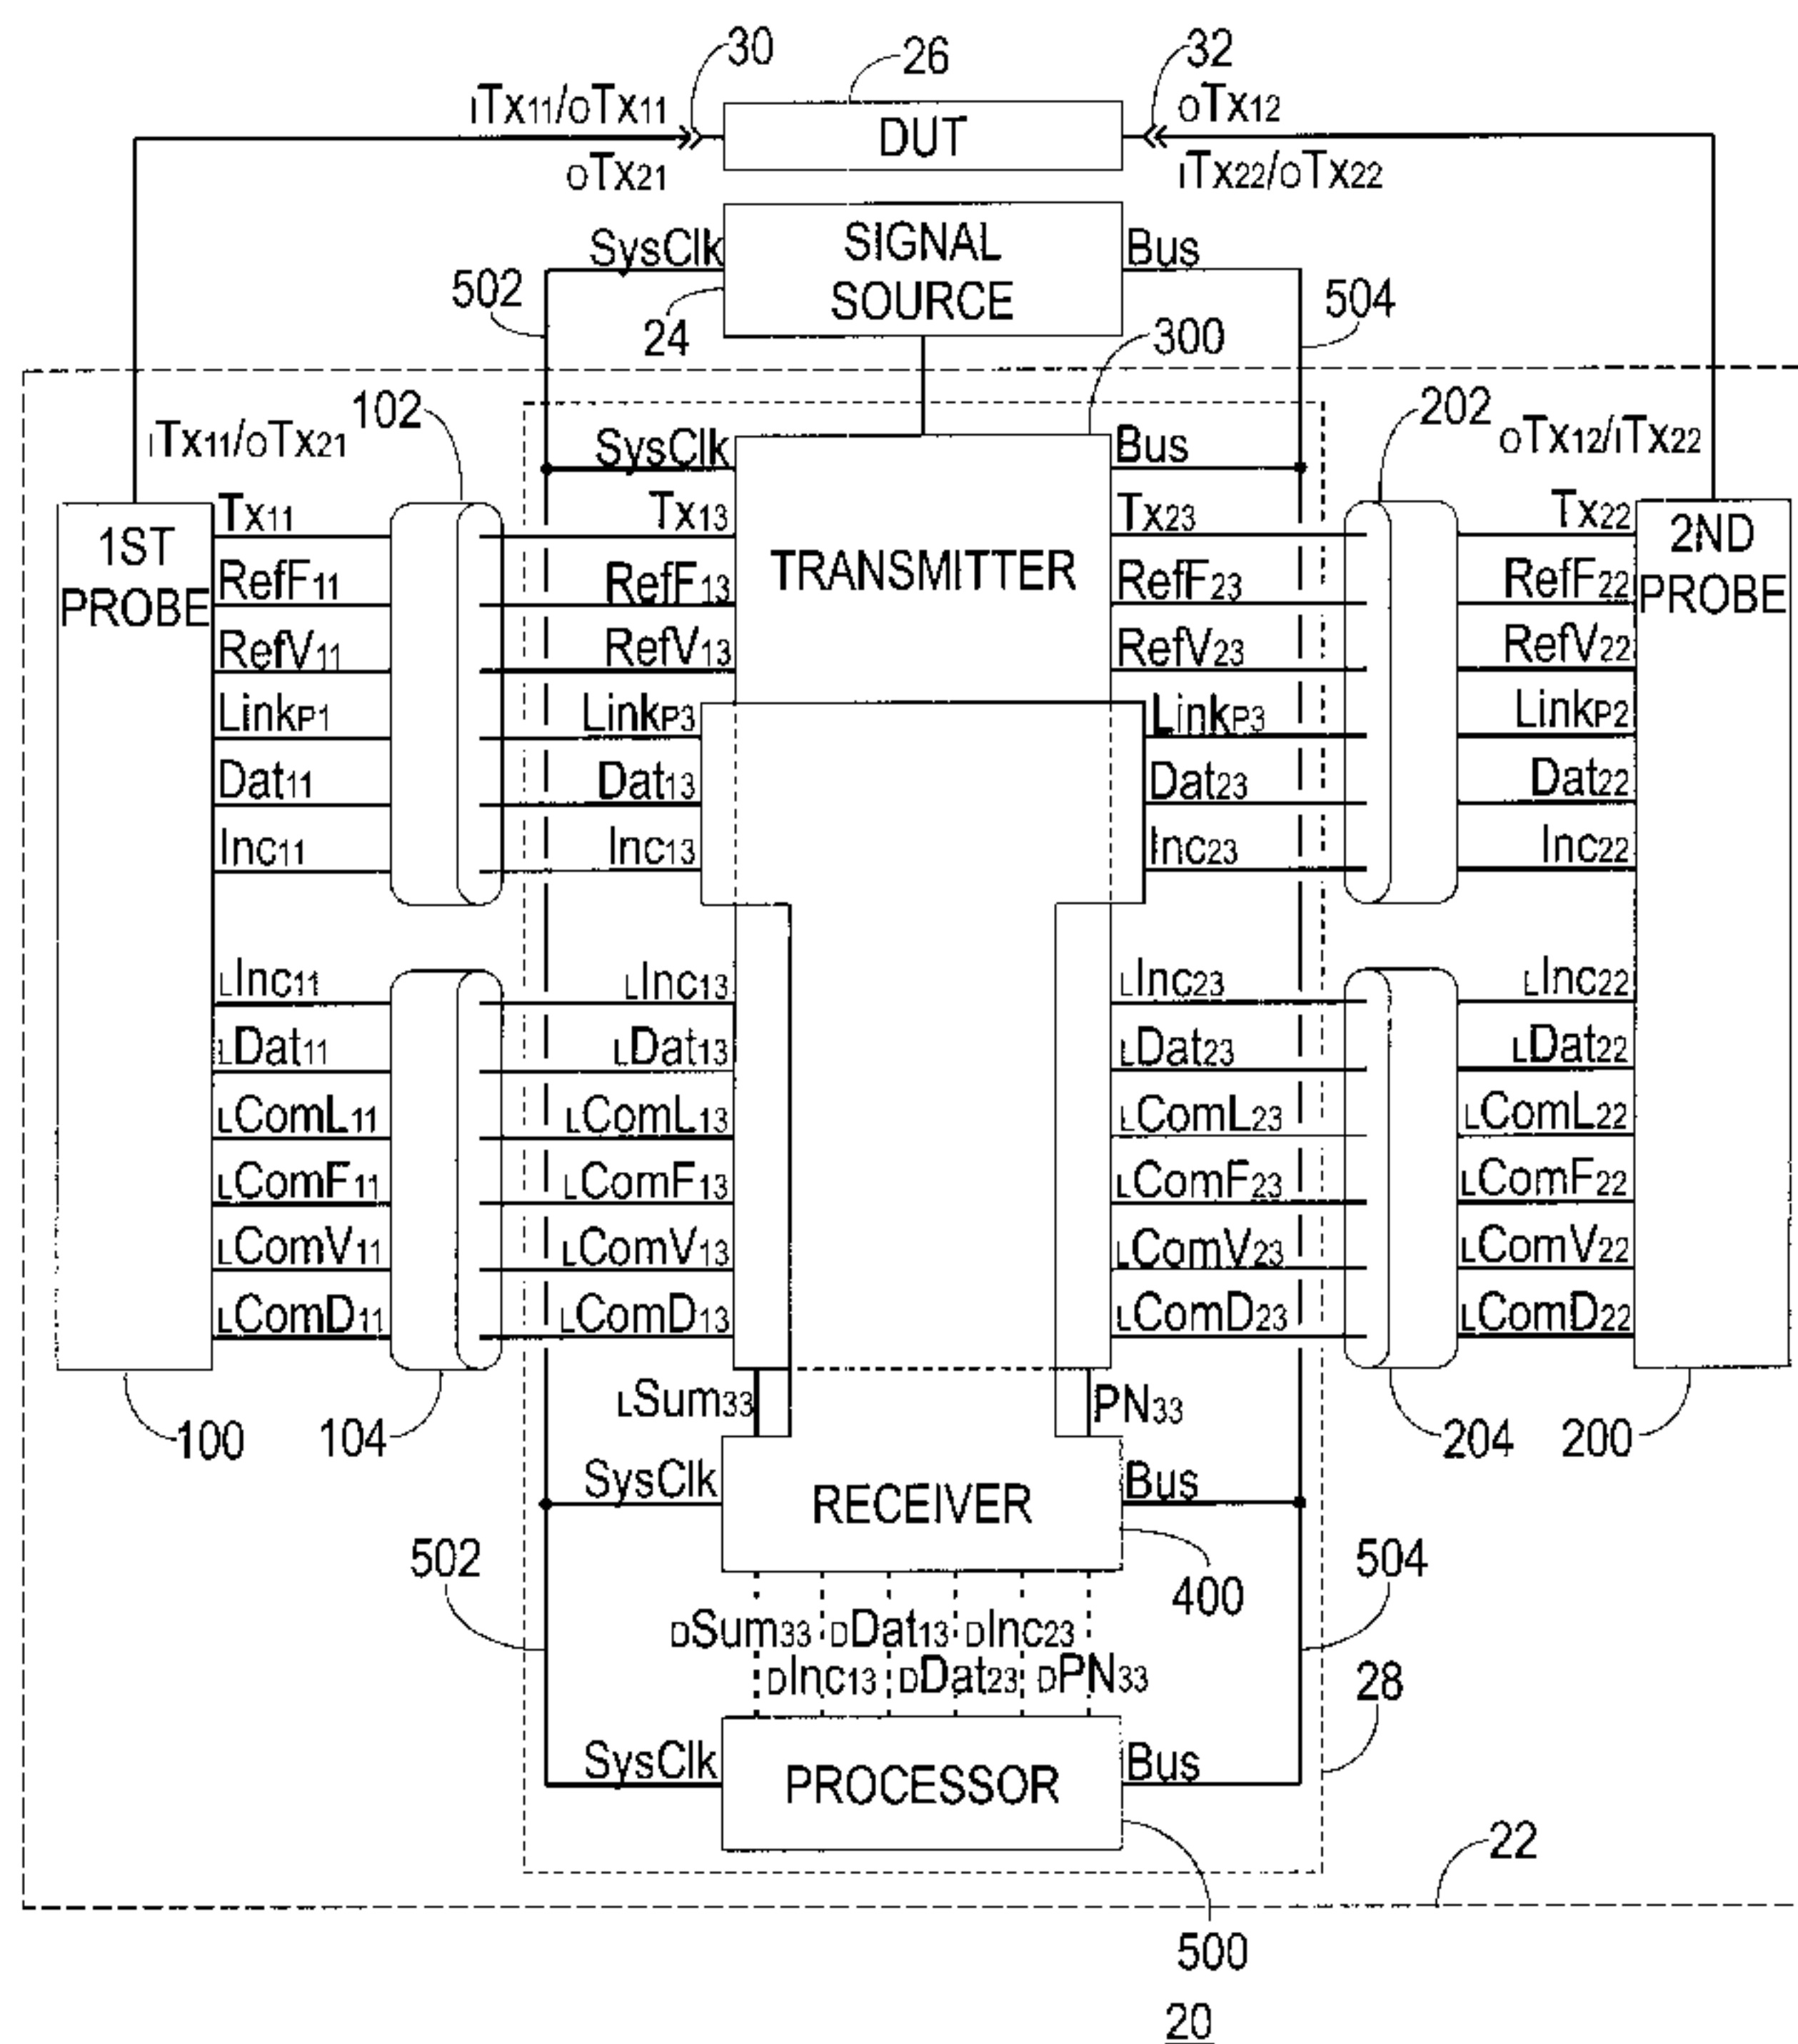 30
26
32
ITx11/OTx11
DUT
OTx12
OTx21
ITx22/OTx22
SysClk
SIGNAL
SOURCE
Bus
502
24
504
300
102
202
ITx11/OTx21
SysClk
Bus
OTx12/ITx22
1ST
PROBE
Tx11
Tx13
TRANSMITTER
Tx23
Tx22
2ND
PROBE
RefF11
RefF13
RefF23
RefF22
RefV11
RefV13
RefV23
RefV22
LinkP1
LinkP3
LinkP3
LinkP2
Dat11
Dat13
Dat23
Dat22
Inc11
Inc13
Inc23
Inc22
LInc11
LInc13
LInc23
LInc22
LDat11
LDat13
LDat23
LDat22
LComL11
LComL13
LComL23
LComL22
LComF11
LComF13
LComF23
LComF22
LComV11
LComV13
LComV23
LComV22
LComD11
LComD13
LComD23
LComD22
100
104
LSum33
PN33
204
200
SysClk
RECEIVER
Bus
502
400
504
DSum33
DDat13
DInc23
DInc13
DDat23
DPN33
28
SysClk
PROCESSOR
Bus
22
500
20